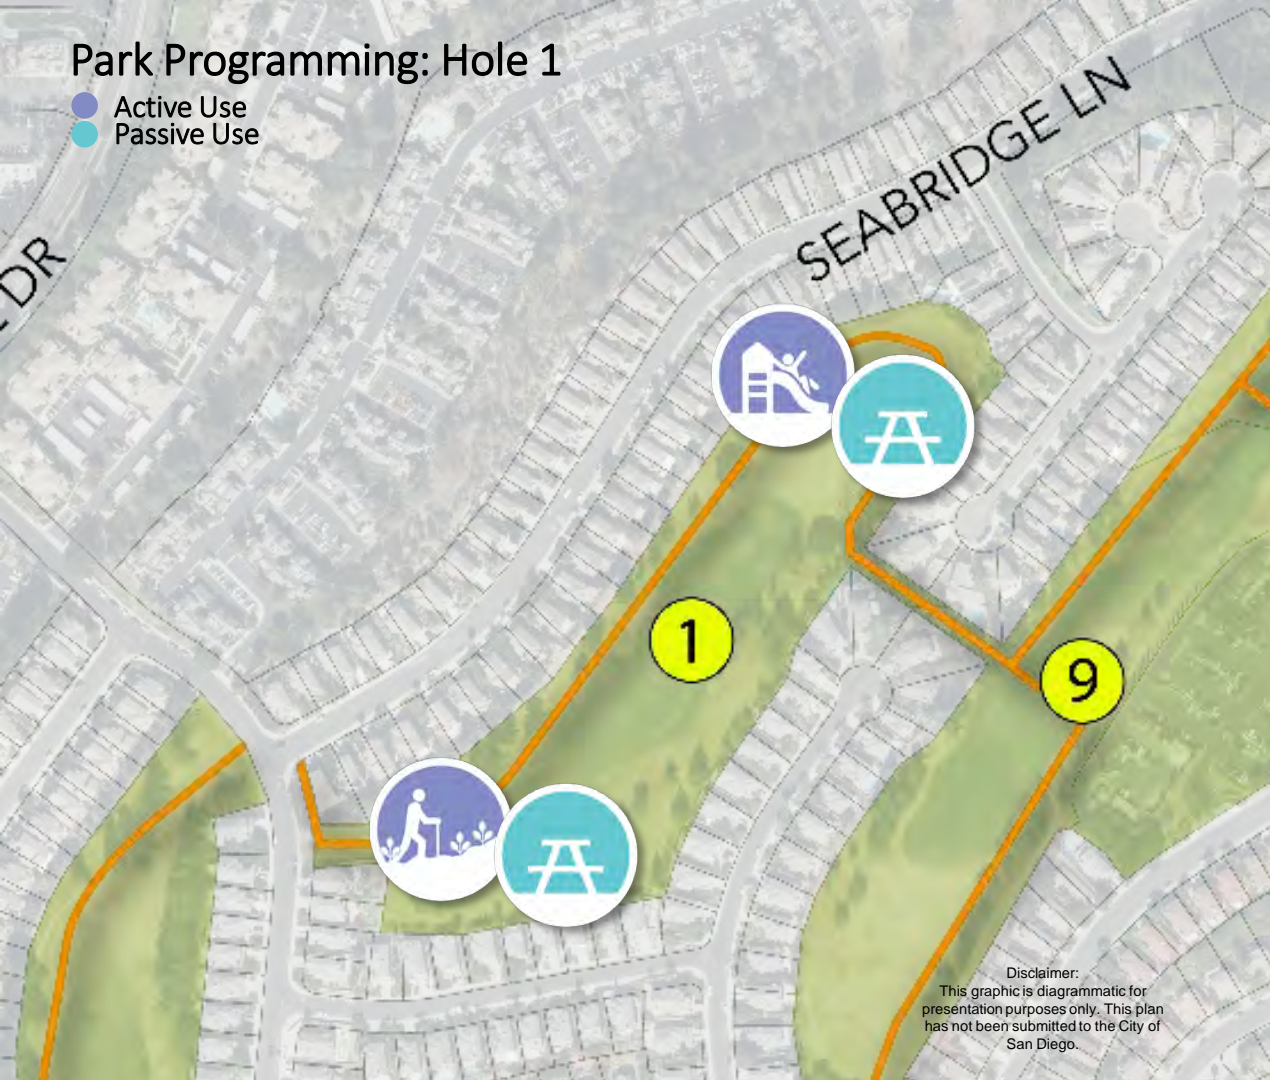 Park Programming: Hole 1
Active Use
Passive Use
SEABRIDGE LN
DR
1
9
Disclaimer:
This graphic is diagrammatic for
presentation purposes only. This plan
has not been submitted to the City of
San Diego.